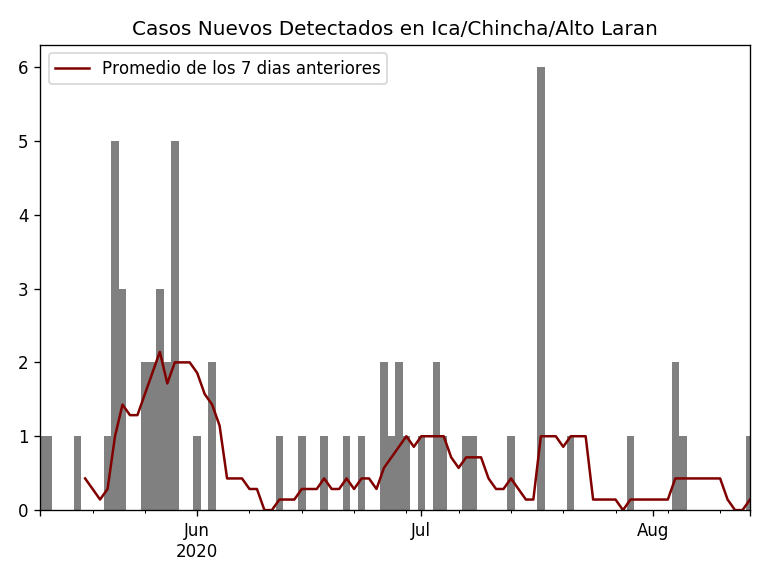 Casos Nuevos Detectados en Ica/Chincha/Alto Laran
Promedio de los 7 dias anteriores
6
5
4
3
2
1
0
Jun
2020
Jul
Aug